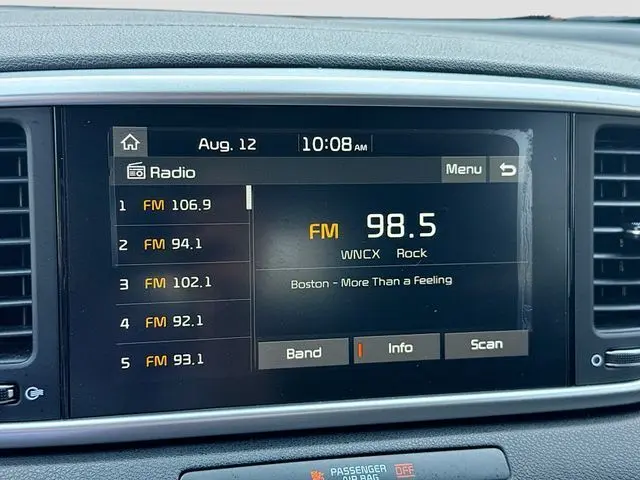 Aug. 12 10:08 AM
Radio Menu
1 FM 106.9
2 FM 94.1
3 FM 102.1
4 FM 92.1
5 FM 93.1
FM 98.5
WNCX Rock
Boston - More Than a Feeling
Band Info Scan
PASSENGER
AIR BAG OFF